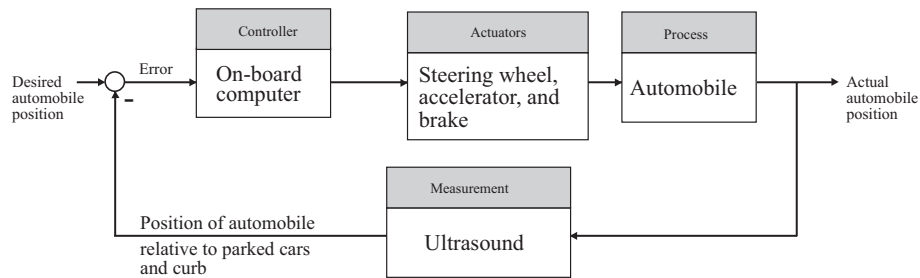 Controller
Actuators
Process
Desired
automobile
position
Error
On-board
computer
Steering wheel,
accelerator, and
brake
Automobile
Actual
automobile
position
-
Measurement
Ultrasound
Position of automobile
relative to parked cars
and curb